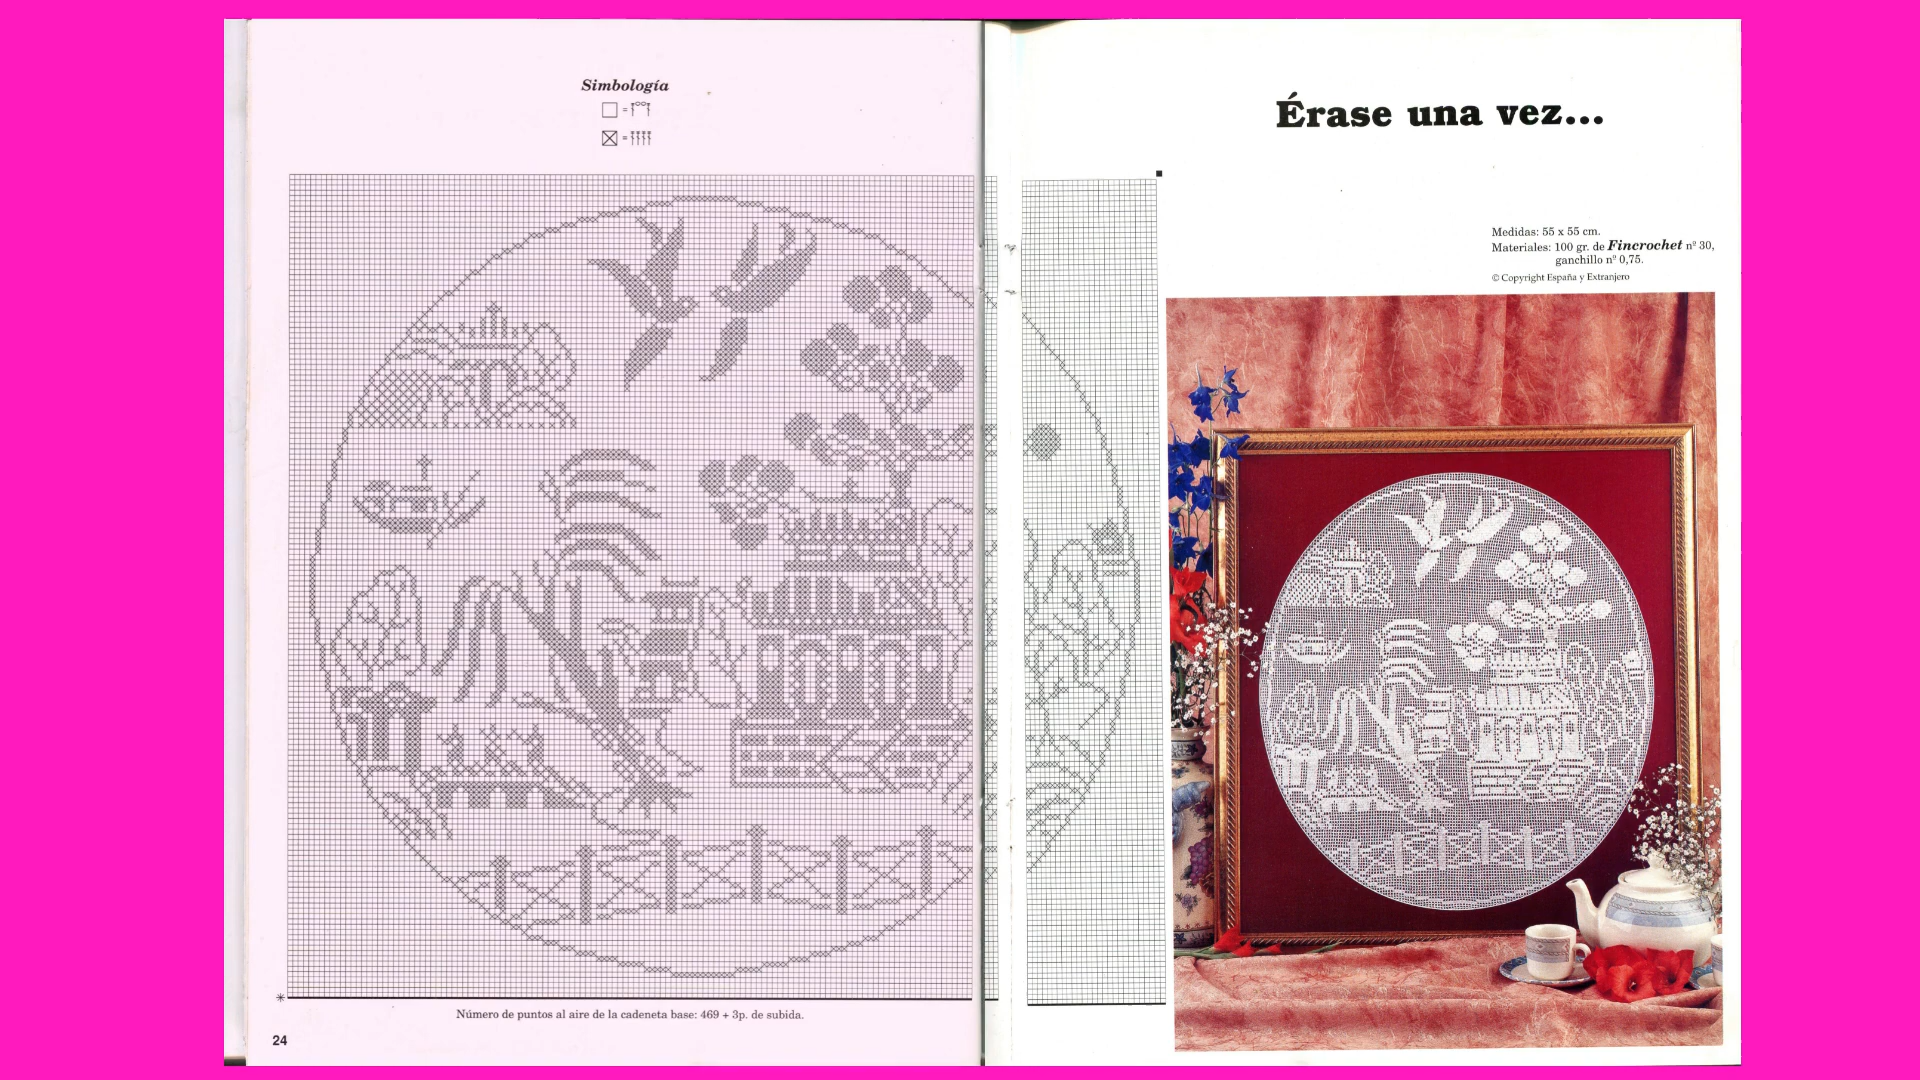 Simbología
Número de puntos al aire de la cadeneta base: 469 + 3p. de subida.
24
Érase una vez...
Medidas: 55 x 55 cm.
Materiales: 100 gr. de Fincrochet nº 30,
ganchillo nº 0,75.
© Copyright España y Extranjero